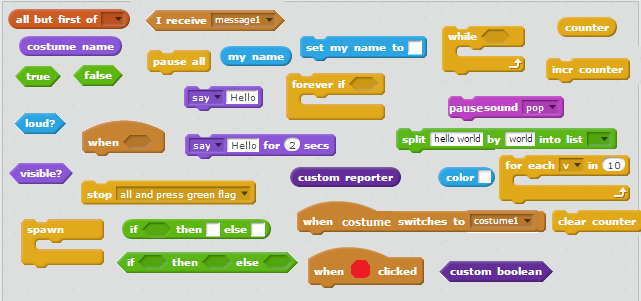 all but first of
I receive message1
counter
costume name
pause all
my name
set my name to
while
true
false
say Hello
forever if
incr counter
loud?
when
say Hello for 2 secs
pause sound pop
split hello world by world into list
visible?
custom reporter
color
for each v in 10
stop all and press green flag
when costume switches to costume1
clear counter
spawn
if then else
if then else
when clicked
custom boolean